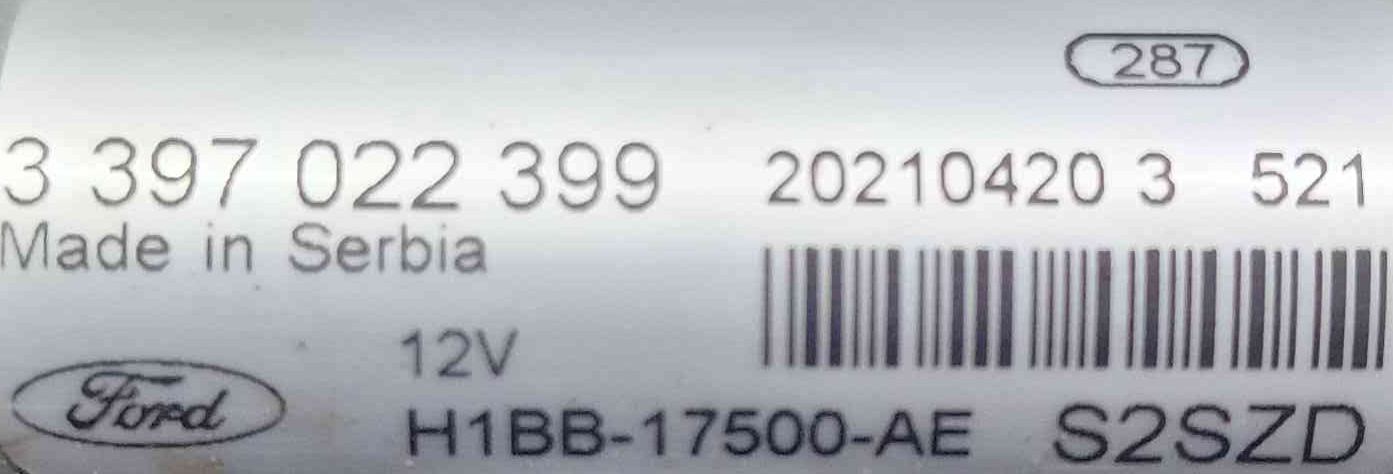 287
3 397 022 399 20210420 3 521
Made in Serbia
12V
Ford
H1BB-17500-AE S2SZD